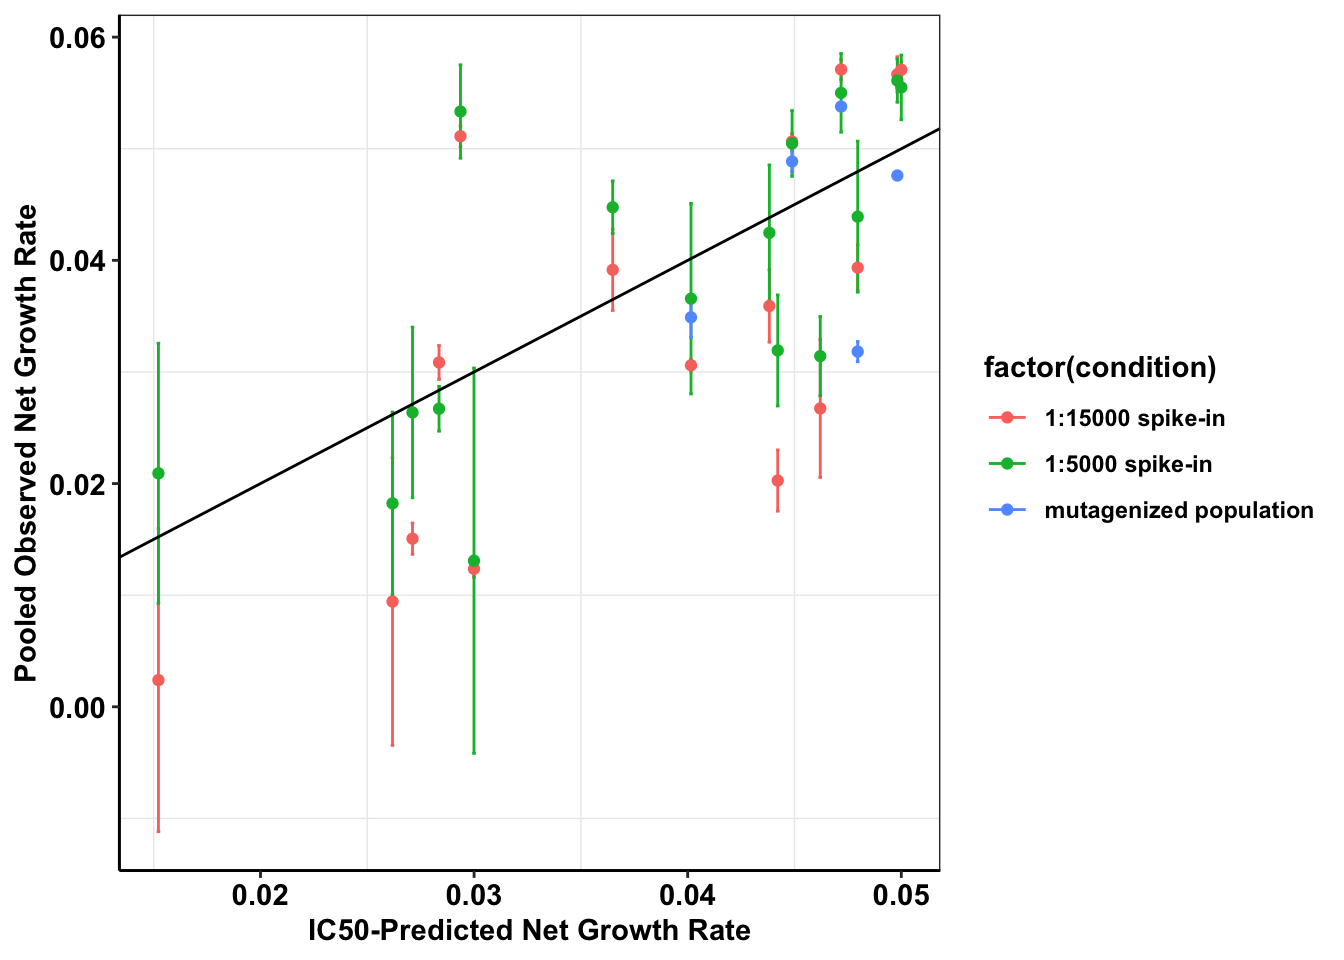 0.06
0.04
0.02
0.00
Pooled Observed Net Growth Rate
0.02
0.03
0.04
0.05
IC50-Predicted Net Growth Rate
factor(condition)
1:15000 spike-in
1:5000 spike-in
mutagenized population